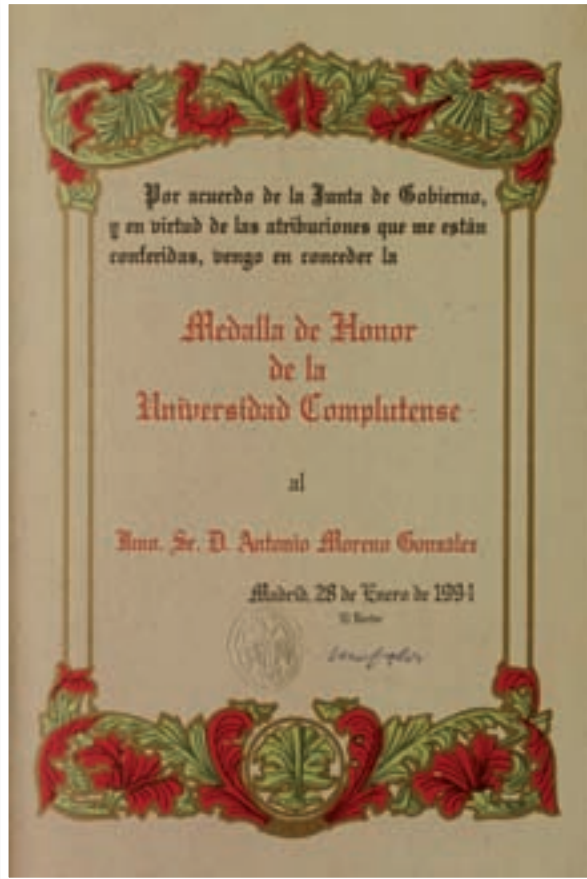 Por acuerdo de la Junta de Gobierno,
y en virtud de las atribuciones que me están
conferidas, vengo en conceder la
Medalla de Honor
de la
Universidad Complutense
al
Ilmo. Sr. D. Antonio Moreno González
Madrid, 28 de Enero de 1991
El Rector